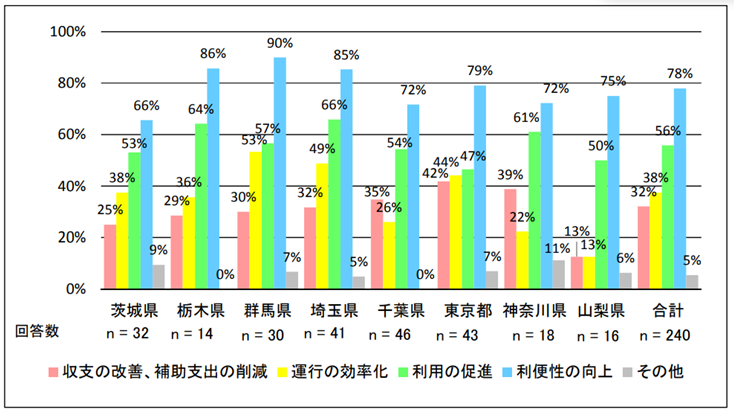 100%
80%
60%
40%
20%
0%
25% 38% 53% 66% 9%
29% 36% 64% 86% 0%
30% 53% 57% 90% 7%
32% 49% 66% 85% 5%
35% 26% 54% 72% 0%
42% 44% 47% 79% 7%
39% 22% 61% 72% 11%
13% 13% 50% 75% 6%
32% 38% 56% 78% 5%
茨城県 栃木県 群馬県 埼玉県 千葉県 東京都 神奈川県 山梨県 合計
回答数 n = 32 n = 14 n = 30 n = 41 n = 46 n = 43 n = 18 n = 16 n = 240
収支の改善、補助支出の削減 運行の効率化 利用の促進 利便性の向上 その他